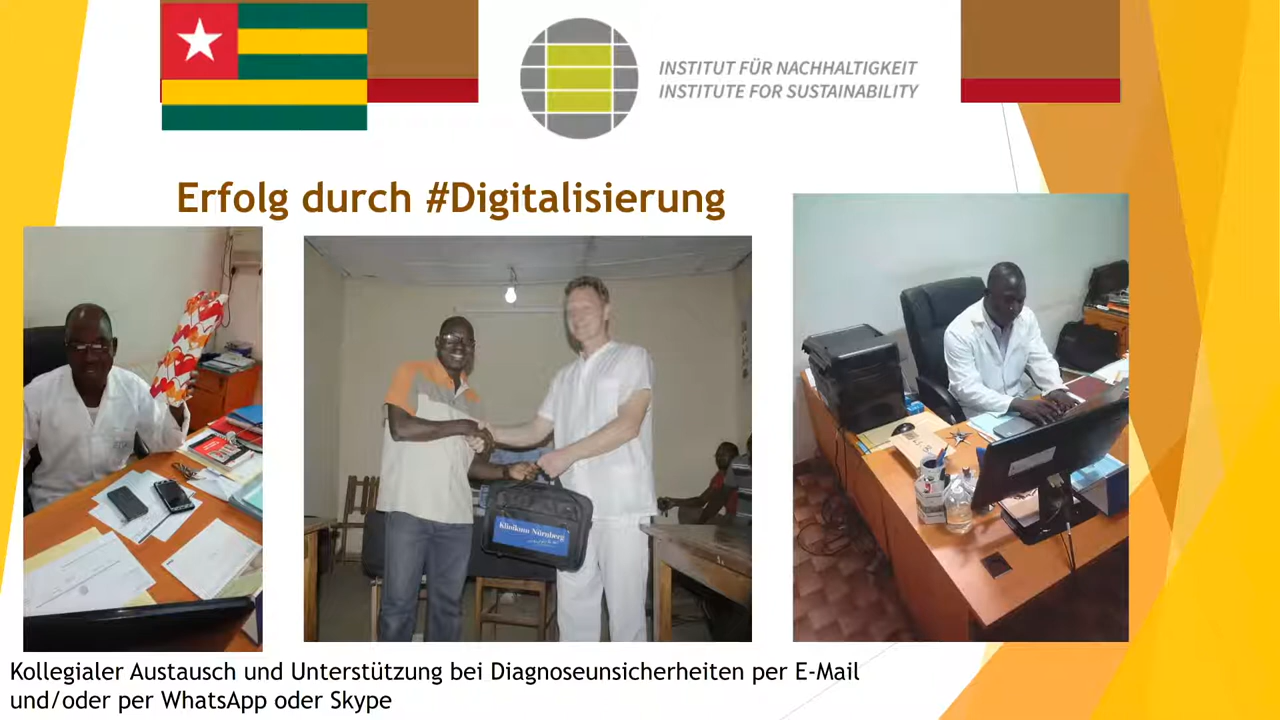 INSTITUT FÜR NACHHALTIGKEIT
INSTITUTE FOR SUSTAINABILITY
Erfolg durch #Digitalisierung
Klinikum Nürnberg
Kollegialer Austausch und Unterstützung bei Diagnoseunsicherheiten per E-Mail
und/oder per WhatsApp oder Skype